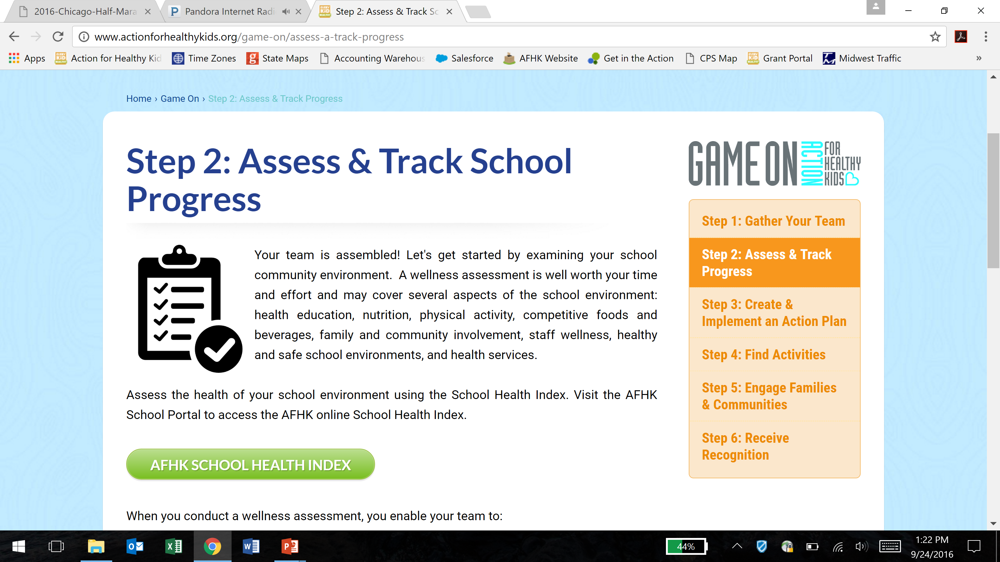 2016-Chicago-Half-Mara
Pandora Internet Radi
Step 2: Assess & Track Sc
www.actionforhealthykids.org/game-on/assess-a-track-progress
Apps
Action for Healthy Kid
Time Zones
State Maps
Accounting Warehous
Salesforce
AFHK Website
Get in the Action
CPS Map
Grant Portal
Midwest Traffic
»
Home › Game On › Step 2: Assess & Track Progress
Step 2: Assess & Track School
Progress
Your team is assembled! Let's get started by examining your school
community environment. A wellness assessment is well worth your time
and effort and may cover several aspects of the school environment:
health education, nutrition, physical activity, competitive foods and
beverages, family and community involvement, staff wellness, healthy
and safe school environments, and health services.
Assess the health of your school environment using the School Health Index. Visit the AFHK
School Portal to access the AFHK online School Health Index.
AFHK SCHOOL HEALTH INDEX
When you conduct a wellness assessment, you enable your team to:
GAME ON
ACTION
FOR
HEALTHY
KIDS
Step 1: Gather Your Team
Step 2: Assess & Track
Progress
Step 3: Create &
Implement an Action Plan
Step 4: Find Activities
Step 5: Engage Families
& Communities
Step 6: Receive
Recognition
44%
1:22 PM
9/24/2016